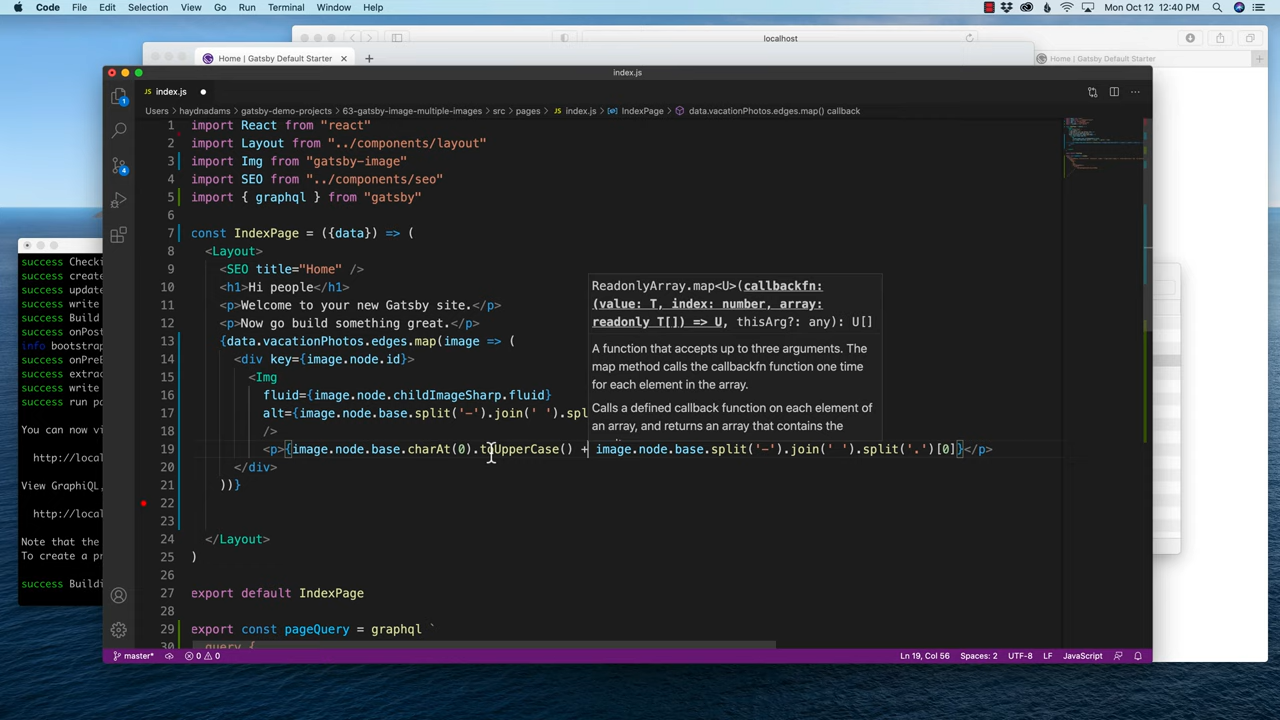 Code File Edit Selection View Go Run Terminal Window Help Mon Oct 12 12:40 PM
localhost
Home | Gatsby Default Starter
Home | Gatsby Default Starter
index.js
index.js
Users > haydnadams > gatsby-demo-projects > 63-gatsby-image-multiple-images > src > pages > index.js > IndexPage > data.vacationPhotos.edges.map() callback
1 import React from "react"
2 import Layout from "../components/layout"
3 import Img from "gatsby-image"
4 import SEO from "../components/seo"
5 import { graphql } from "gatsby"
6
7 const IndexPage = ({data}) => (
8 <Layout>
9 <SEO title="Home" />
10 <h1>Hi people</h1>
11 <p>Welcome to your new Gatsby site.</p>
12 <p>Now go build something great.</p>
13 {data.vacationPhotos.edges.map(image => (
14 <div key={image.node.id}>
15 <Img
16 fluid={image.node.childImageSharp.fluid}
17 alt={image.node.base.split('-').join(' ').spl
18 />
19 <p>{image.node.base.charAt(0).toUpperCase() + image.node.base.split('-').join(' ').split('.')[0]}</p>
20 </div>
21 ))}
22
23
24 </Layout>
25 )
26
27 export default IndexPage
28
29 export const pageQuery = graphql `
30 query {
ReadonlyArray.map<U>(callbackfn:
(value: T, index: number, array:
readonly T[]) => U, thisArg?: any): U[]
A function that accepts up to three arguments. The
map method calls the callbackfn function one time
for each element in the array.
Calls a defined callback function on each element of
an array, and returns an array that contains the
success Checki
success create
success update
success write
success Build
success onPost
info bootstrap
success onPreE
success extrac
success write
success run pa
You can now vi
http://local
View GraphiQL,
http://local
Note that the
To create a pr
success Buildi
1
4
master* 0 0 Ln 19, Col 56 Spaces: 2 UTF-8 LF JavaScript